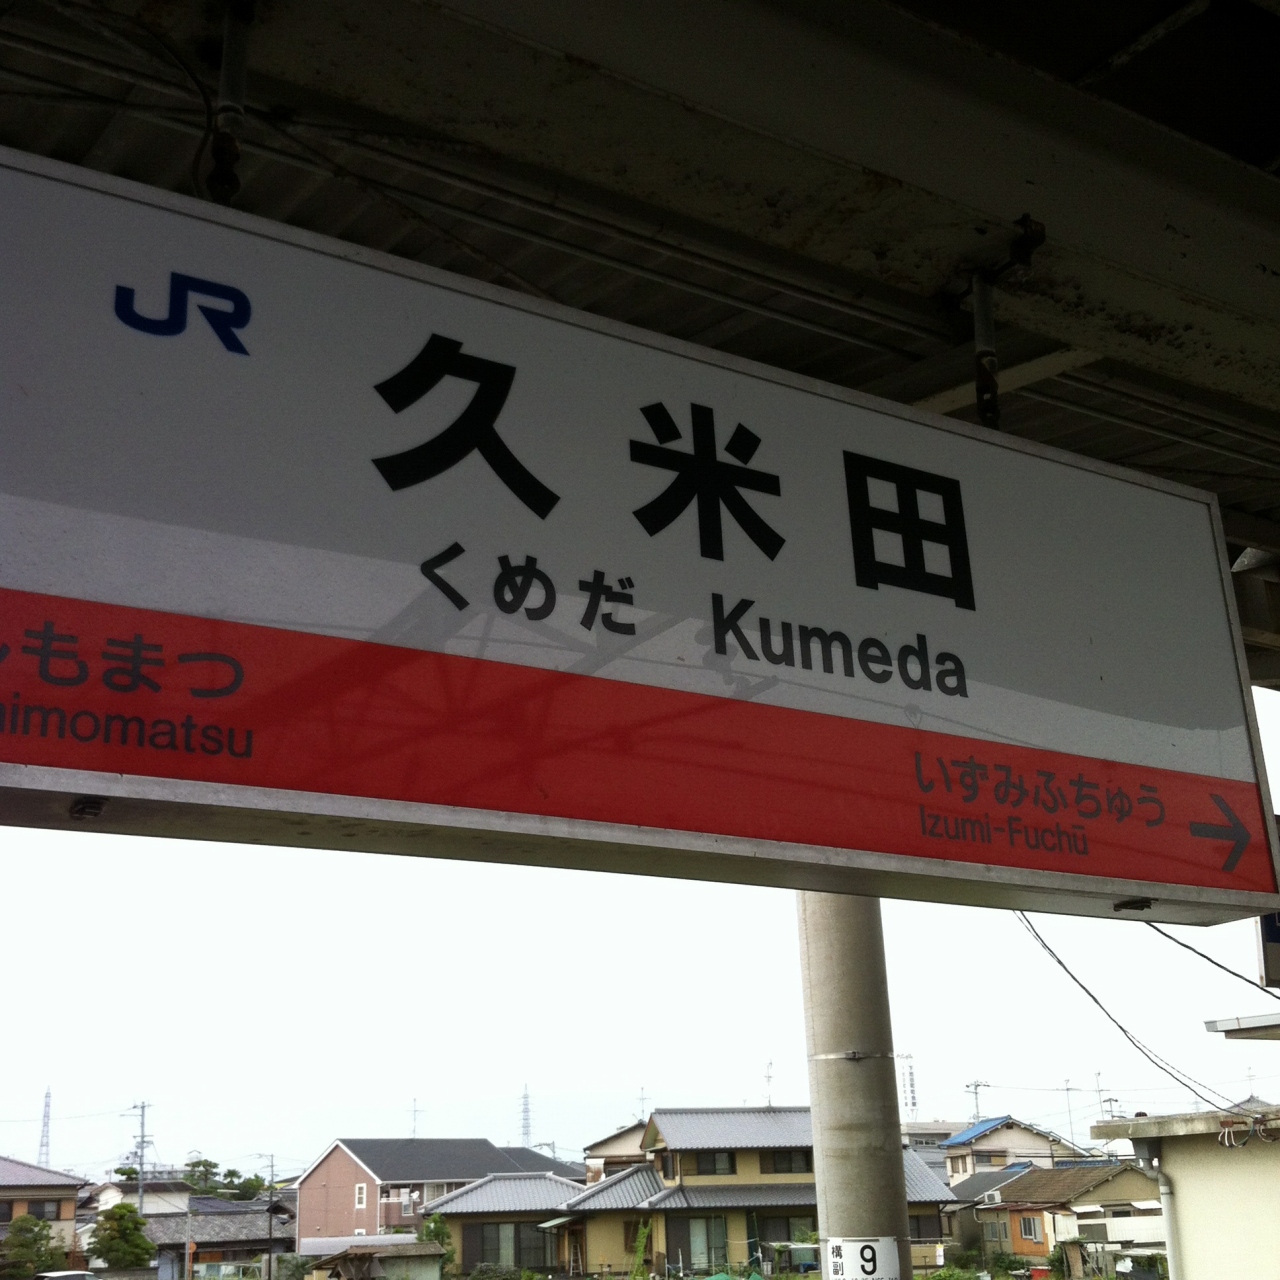 JR
久米田
くめだ Kumeda
もまつ
himomatsu
いずみふちゅう →
Izumi-Fuchū
構副 9